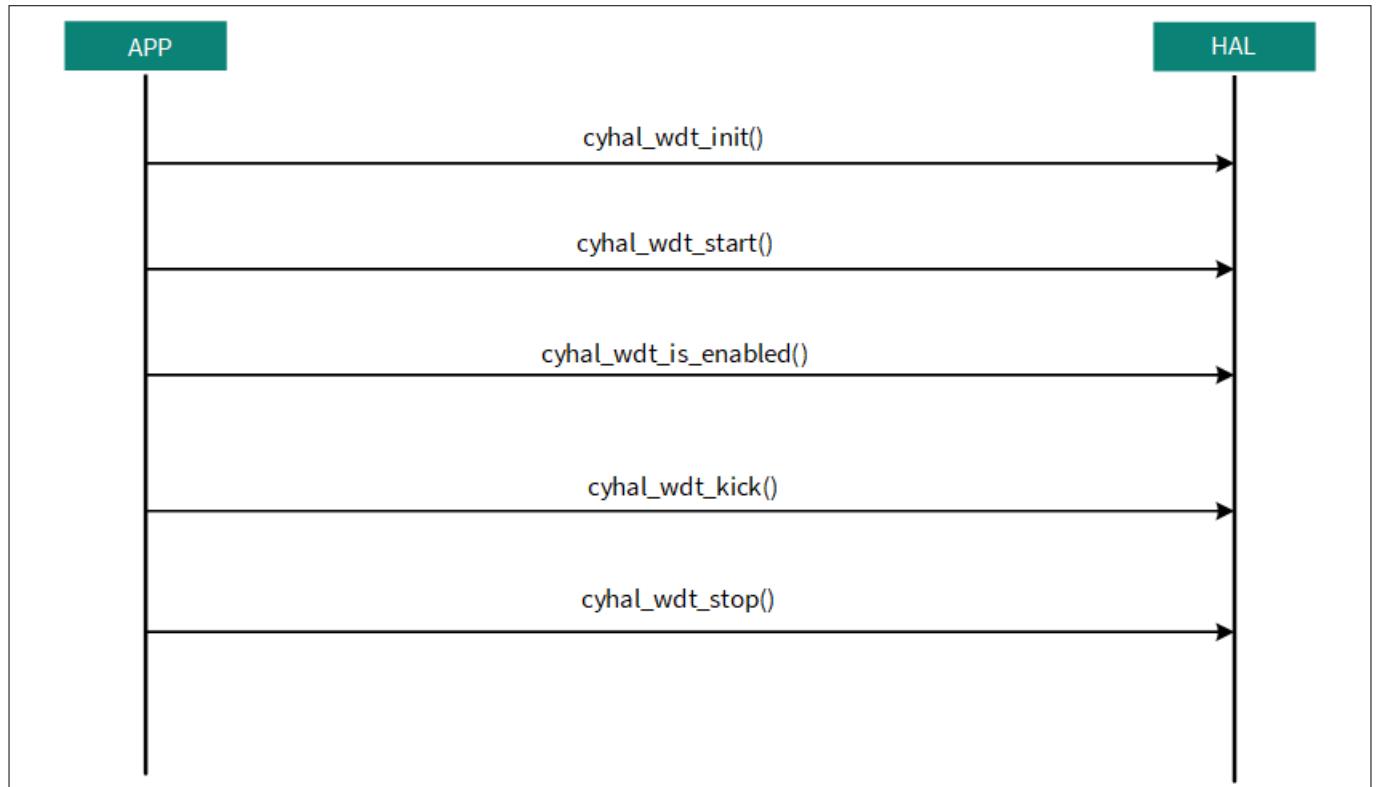 APP
HAL
cyhal_wdt_init()
cyhal_wdt_start()
cyhal_wdt_is_enabled()
cyhal_wdt_kick()
cyhal_wdt_stop()